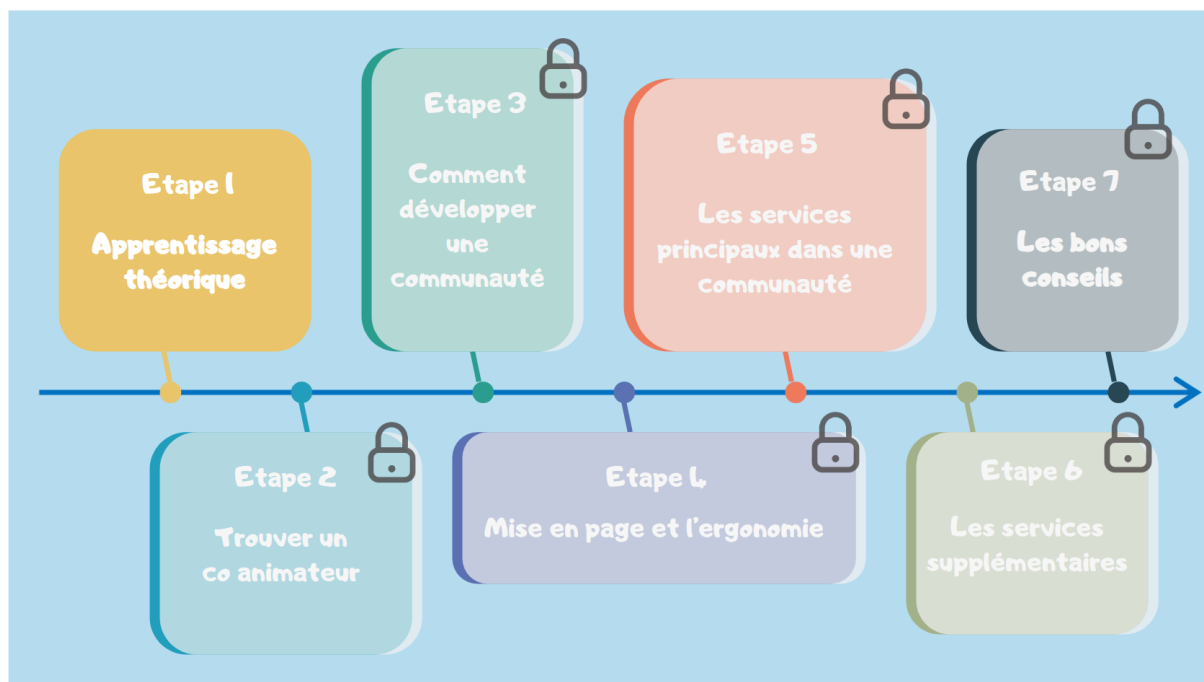 Etape 1
Apprentissage
théorique
Etape 2
Trouver un
co animateur
Etape 3
Comment
développer
une
communauté
Etape 4
Mise en page et l'ergonomie
Etape 5
Les services
principaux dans une
communauté
Etape 6
Les services
supplémentaires
Etape 7
Les bons
conseils